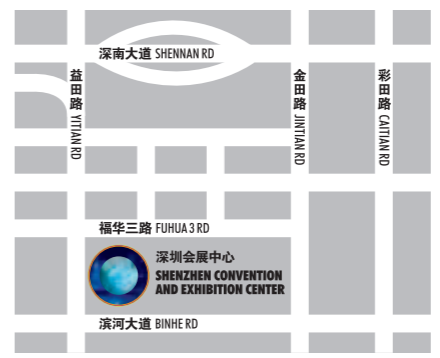 深南大道 SHENNAN RD
益田路 YITIAN RD
金田路 JINTIAN RD
彩田路 CAITIAN RD
福华三路 FUHUA 3 RD
深圳会展中心
SHENZHEN CONVENTION
AND EXHIBITION CENTER
滨河大道 BINHE RD